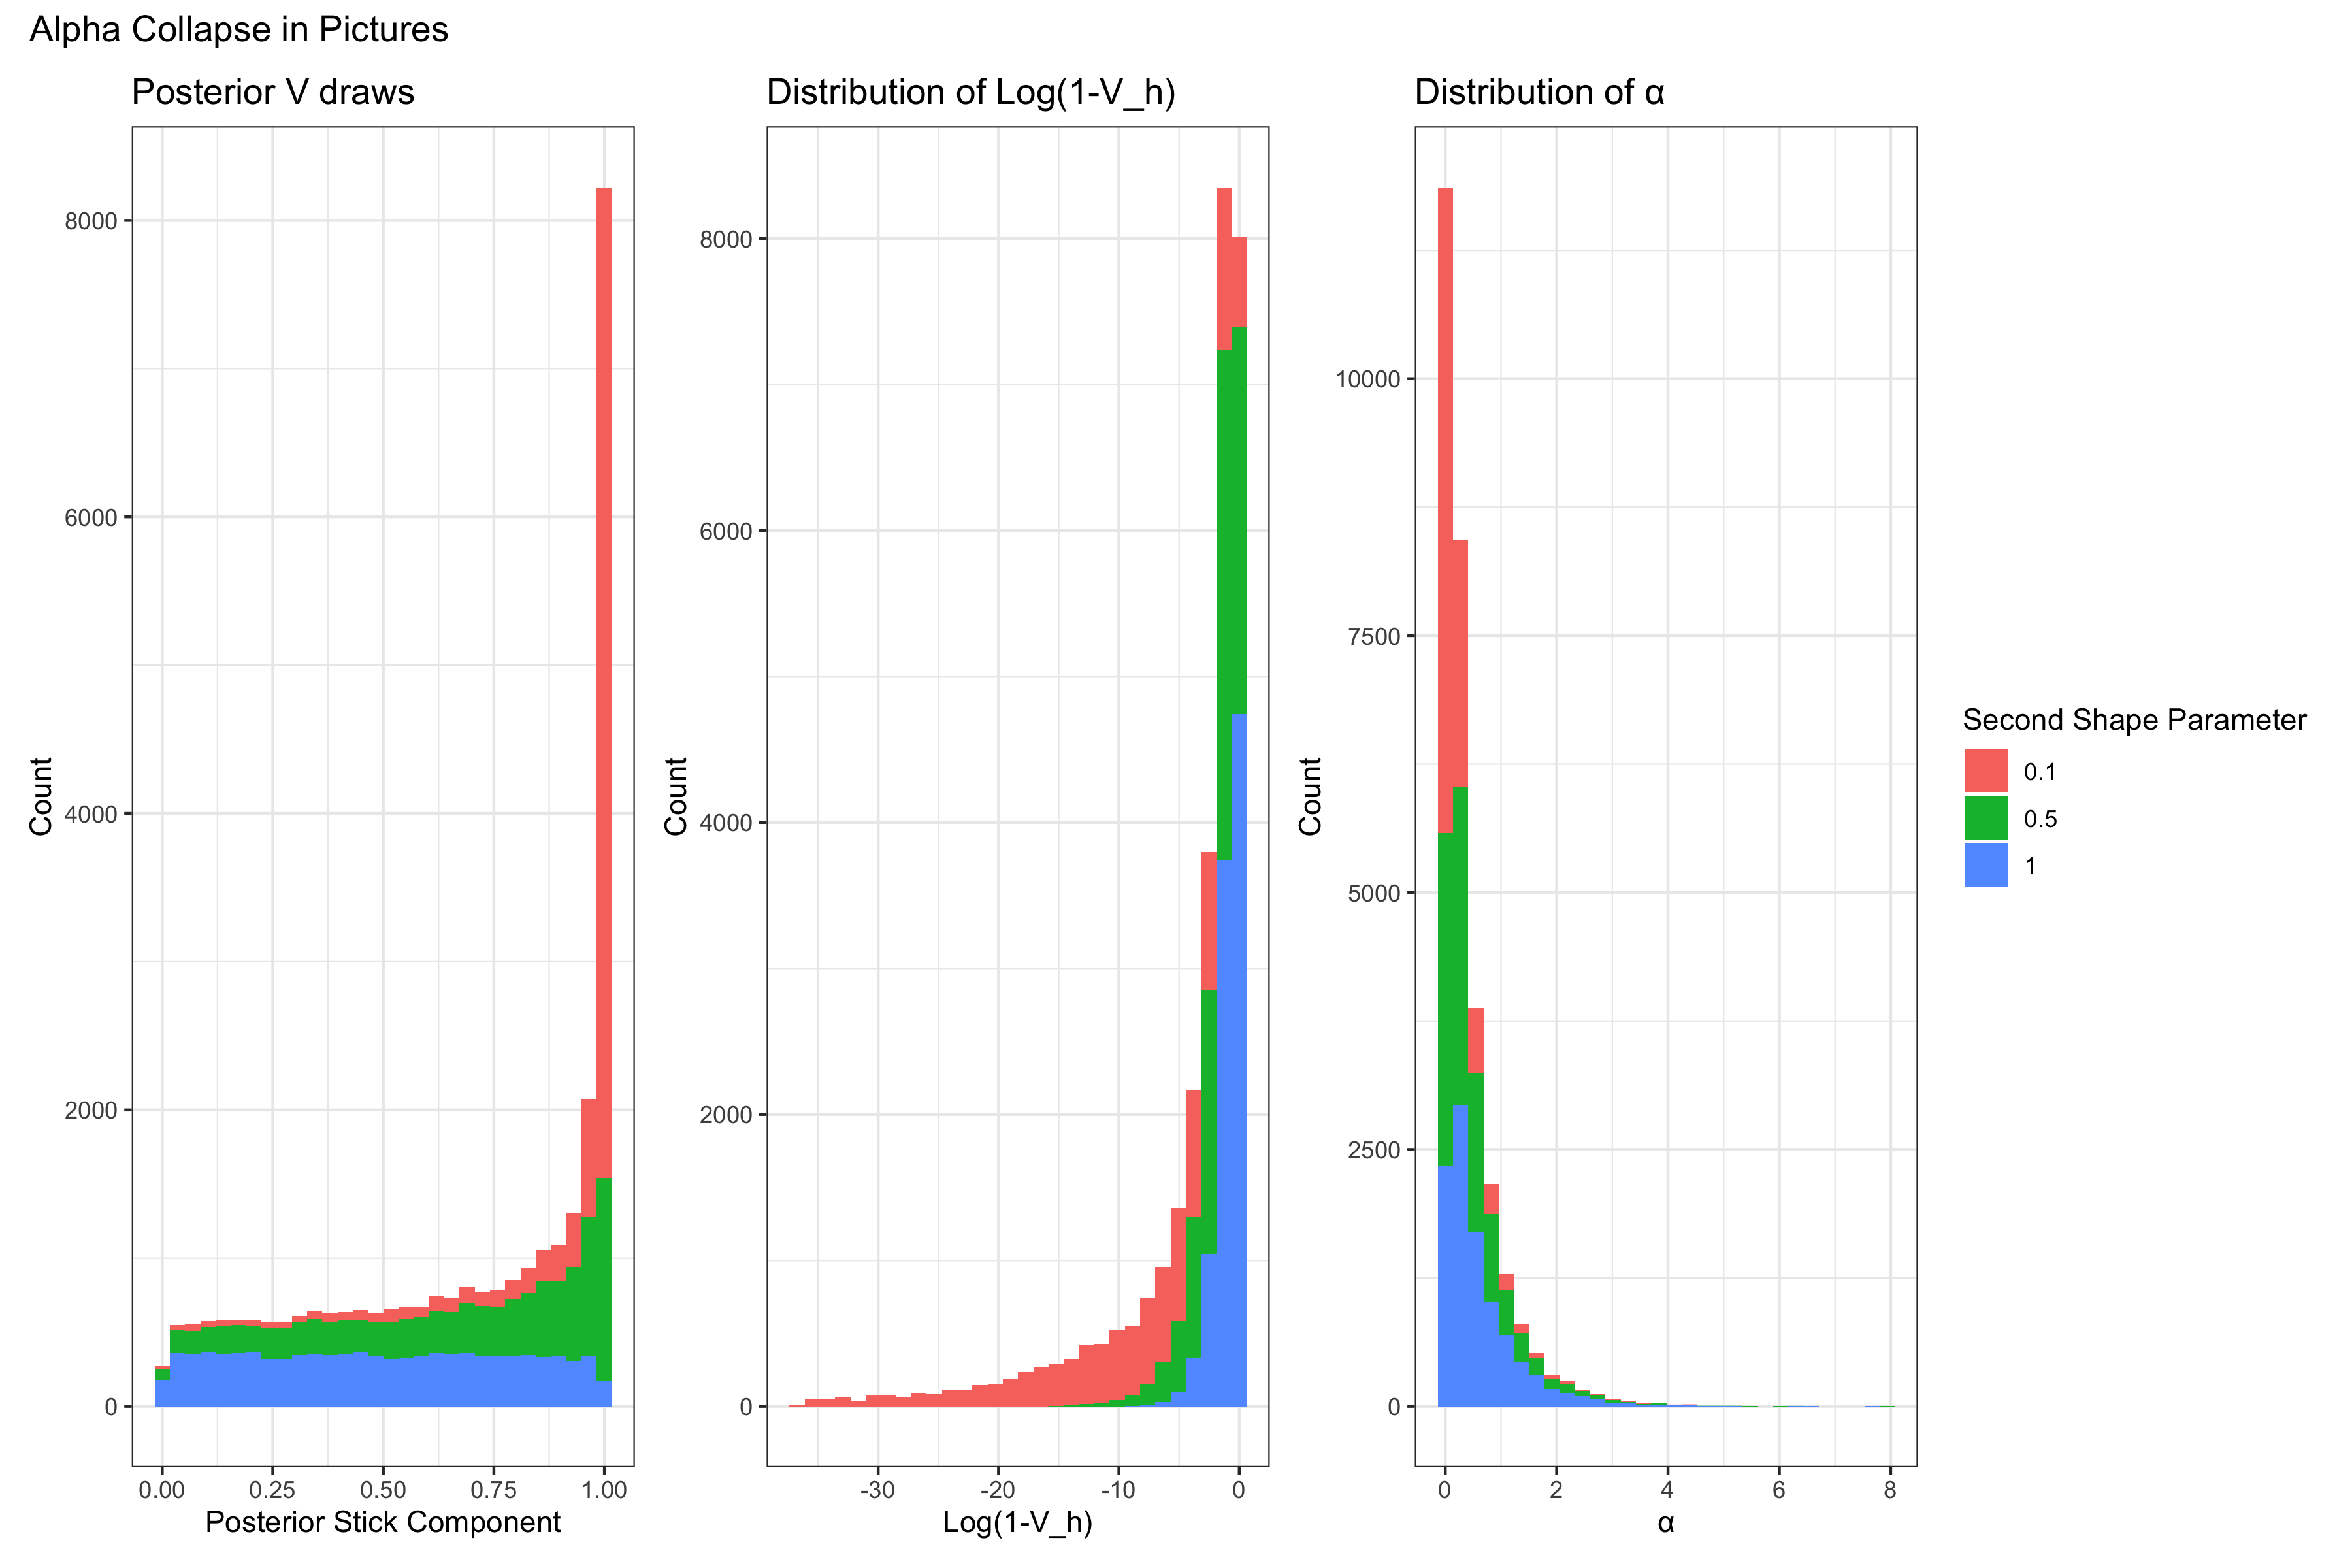 Alpha Collapse in Pictures
Posterior V draws
Distribution of Log(1-V_h)
Distribution of α
8000
6000
4000
2000
0
Count
0.00 0.25 0.50 0.75 1.00
Posterior Stick Component
8000
6000
4000
2000
0
Count
-30 -20 -10 0
Log(1-V_h)
10000
7500
5000
2500
0
Count
0 2 4 6 8
α
Second Shape Parameter
0.1
0.5
1